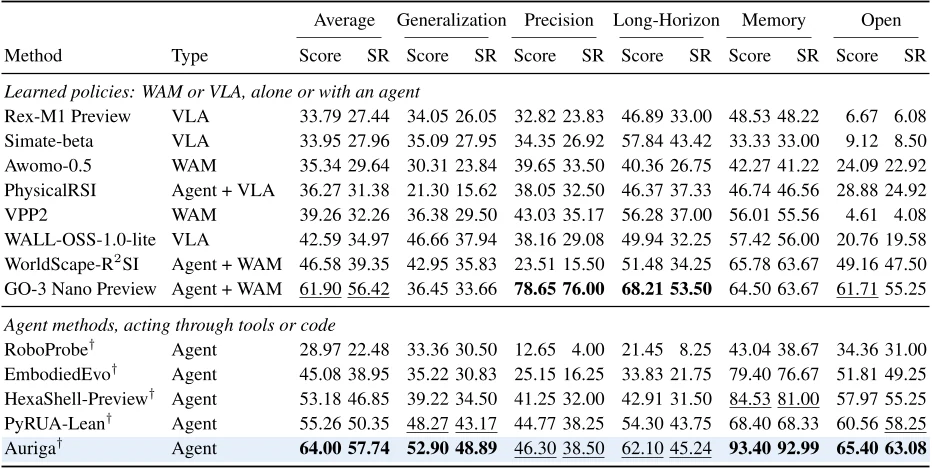 Average Generalization Precision Long-Horizon Memory Open
Method Type Score SR Score SR Score SR Score SR Score SR Score SR
Learned policies: WAM or VLA, alone or with an agent
Rex-M1 Preview VLA 33.79 27.44 34.05 26.05 32.82 23.83 46.89 33.00 48.53 48.22 6.67 6.08
Simate-beta VLA 33.95 27.96 35.09 27.95 34.35 26.92 57.84 43.42 33.33 33.00 9.12 8.50
Awomo-0.5 WAM 35.34 29.64 30.31 23.84 39.65 33.50 40.36 26.75 42.27 41.22 24.09 22.92
PhysicalRSI Agent + VLA 36.27 31.38 21.30 15.62 38.05 32.50 46.37 37.33 46.74 46.56 28.88 24.92
VPP2 WAM 39.26 32.26 36.38 29.50 43.03 35.17 56.28 37.00 56.01 55.56 4.61 4.08
WALL-OSS-1.0-lite VLA 42.59 34.97 46.66 37.94 38.16 29.08 49.94 32.25 57.42 56.00 20.76 19.58
WorldScape-R²SI Agent + WAM 46.58 39.35 42.95 35.83 23.51 15.50 51.48 34.25 65.78 63.67 49.16 47.50
GO-3 Nano Preview Agent + WAM 61.90 56.42 36.45 33.66 78.65 76.00 68.21 53.50 64.50 63.67 61.71 55.25
Agent methods, acting through tools or code
RoboProbe† Agent 28.97 22.48 33.36 30.50 12.65 4.00 21.45 8.25 43.04 38.67 34.36 31.00
EmbodiedEvo† Agent 45.08 38.95 35.22 30.83 25.15 16.25 33.83 21.75 79.40 76.67 51.81 49.25
HexaShell-Preview† Agent 53.18 46.85 39.22 34.50 41.25 32.00 42.91 31.50 84.53 81.00 57.97 55.25
PyRUA-Lean† Agent 55.26 50.35 48.27 43.17 44.77 38.25 54.30 43.75 68.40 68.33 60.56 58.25
Auriga† Agent 64.00 57.74 52.90 48.89 46.30 38.50 62.10 45.24 93.40 92.99 65.40 63.08